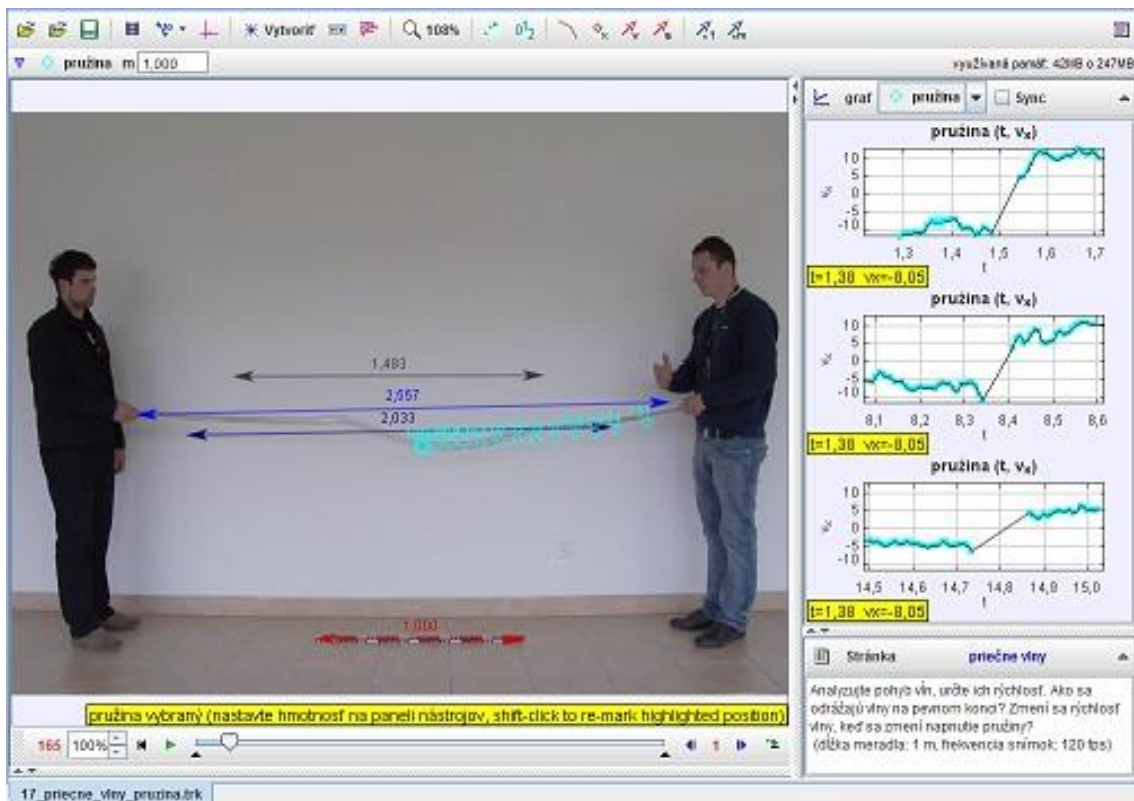 Vytvoriť 108%
pružina m 1,000 využívaná pamäť: 42MB o 247MB
graf pružina Sync
pružina (t, vₓ)
10
5
0
-5
-10
vₓ
1,3 1,4 1,5 1,6 1,7
t
t=1,38 vx=-8,05
pružina (t, vₓ)
10
5
0
-5
-10
vₓ
8,1 8,2 8,3 8,4 8,5 8,6
t
t=1,38 vx=-8,05
pružina (t, vₓ)
10
5
0
-5
-10
vₓ
14,5 14,6 14,7 14,8 14,9 15,0
t
t=1,38 vx=-8,05
1,483
2,557
2,033
1,000
pružina vybraný (nastavte hmotnosť na paneli nástrojov, shift-click to re-mark highlighted position)
165 100% 1
Stránka priečne vlny
Analyzujte pohyb vĺn, určte ich rýchlosť. Ako sa
odrážajú vlny na pevnom konci? Zmení sa rýchlosť
vlny, keď sa zmení napnutie pružiny?
(dĺžka meradla: 1 m, frekvencia snímok: 120 fps)
17_priecne_vlny_pruzina.trk